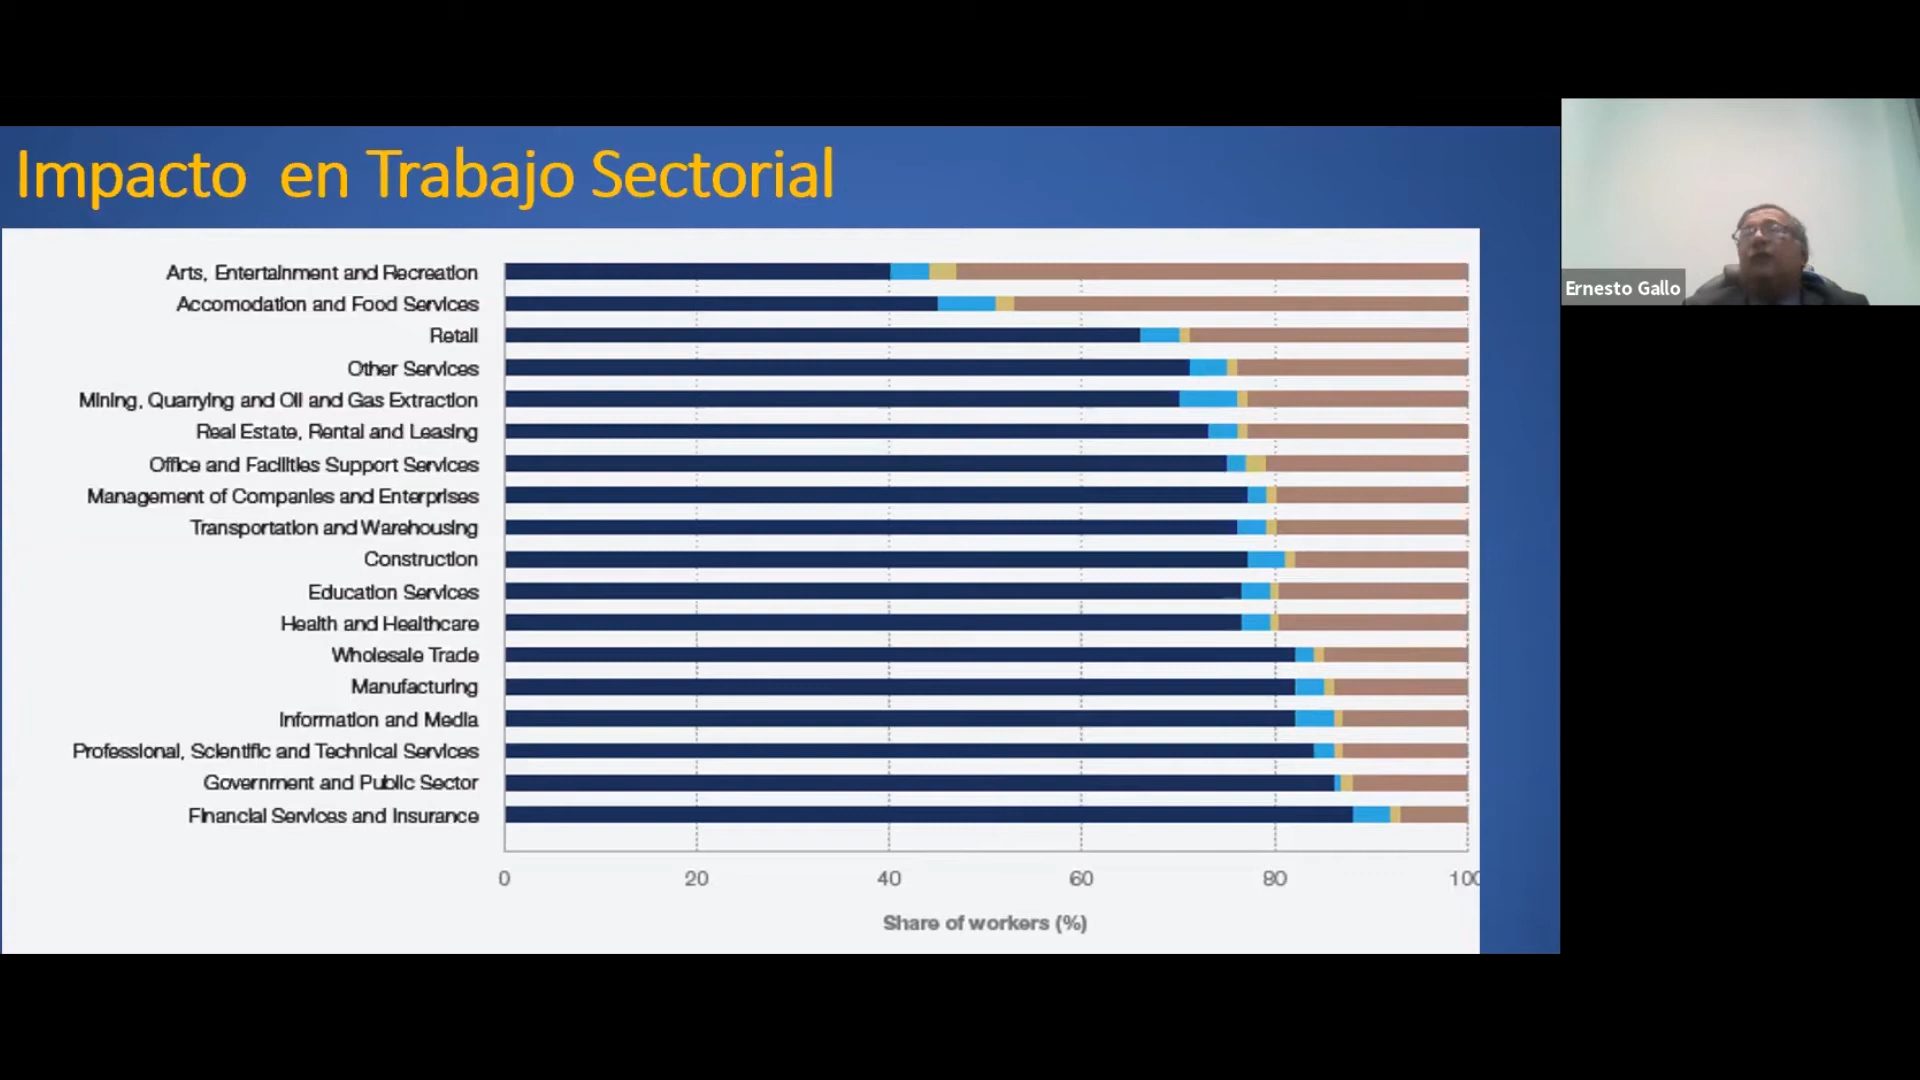 Impacto en Trabajo Sectorial
Arts, Entertainment and Recreation
Accomodation and Food Services
Retail
Other Services
Mining, Quarrying and Oil and Gas Extraction
Real Estate, Rental and Leasing
Office and Facilities Support Services
Management of Companies and Enterprises
Transportation and Warehousing
Construction
Education Services
Health and Healthcare
Wholesale Trade
Manufacturing
Information and Media
Professional, Scientific and Technical Services
Government and Public Sector
Financial Services and Insurance
0 20 40 60 80 100
Share of workers (%)
Ernesto Gallo